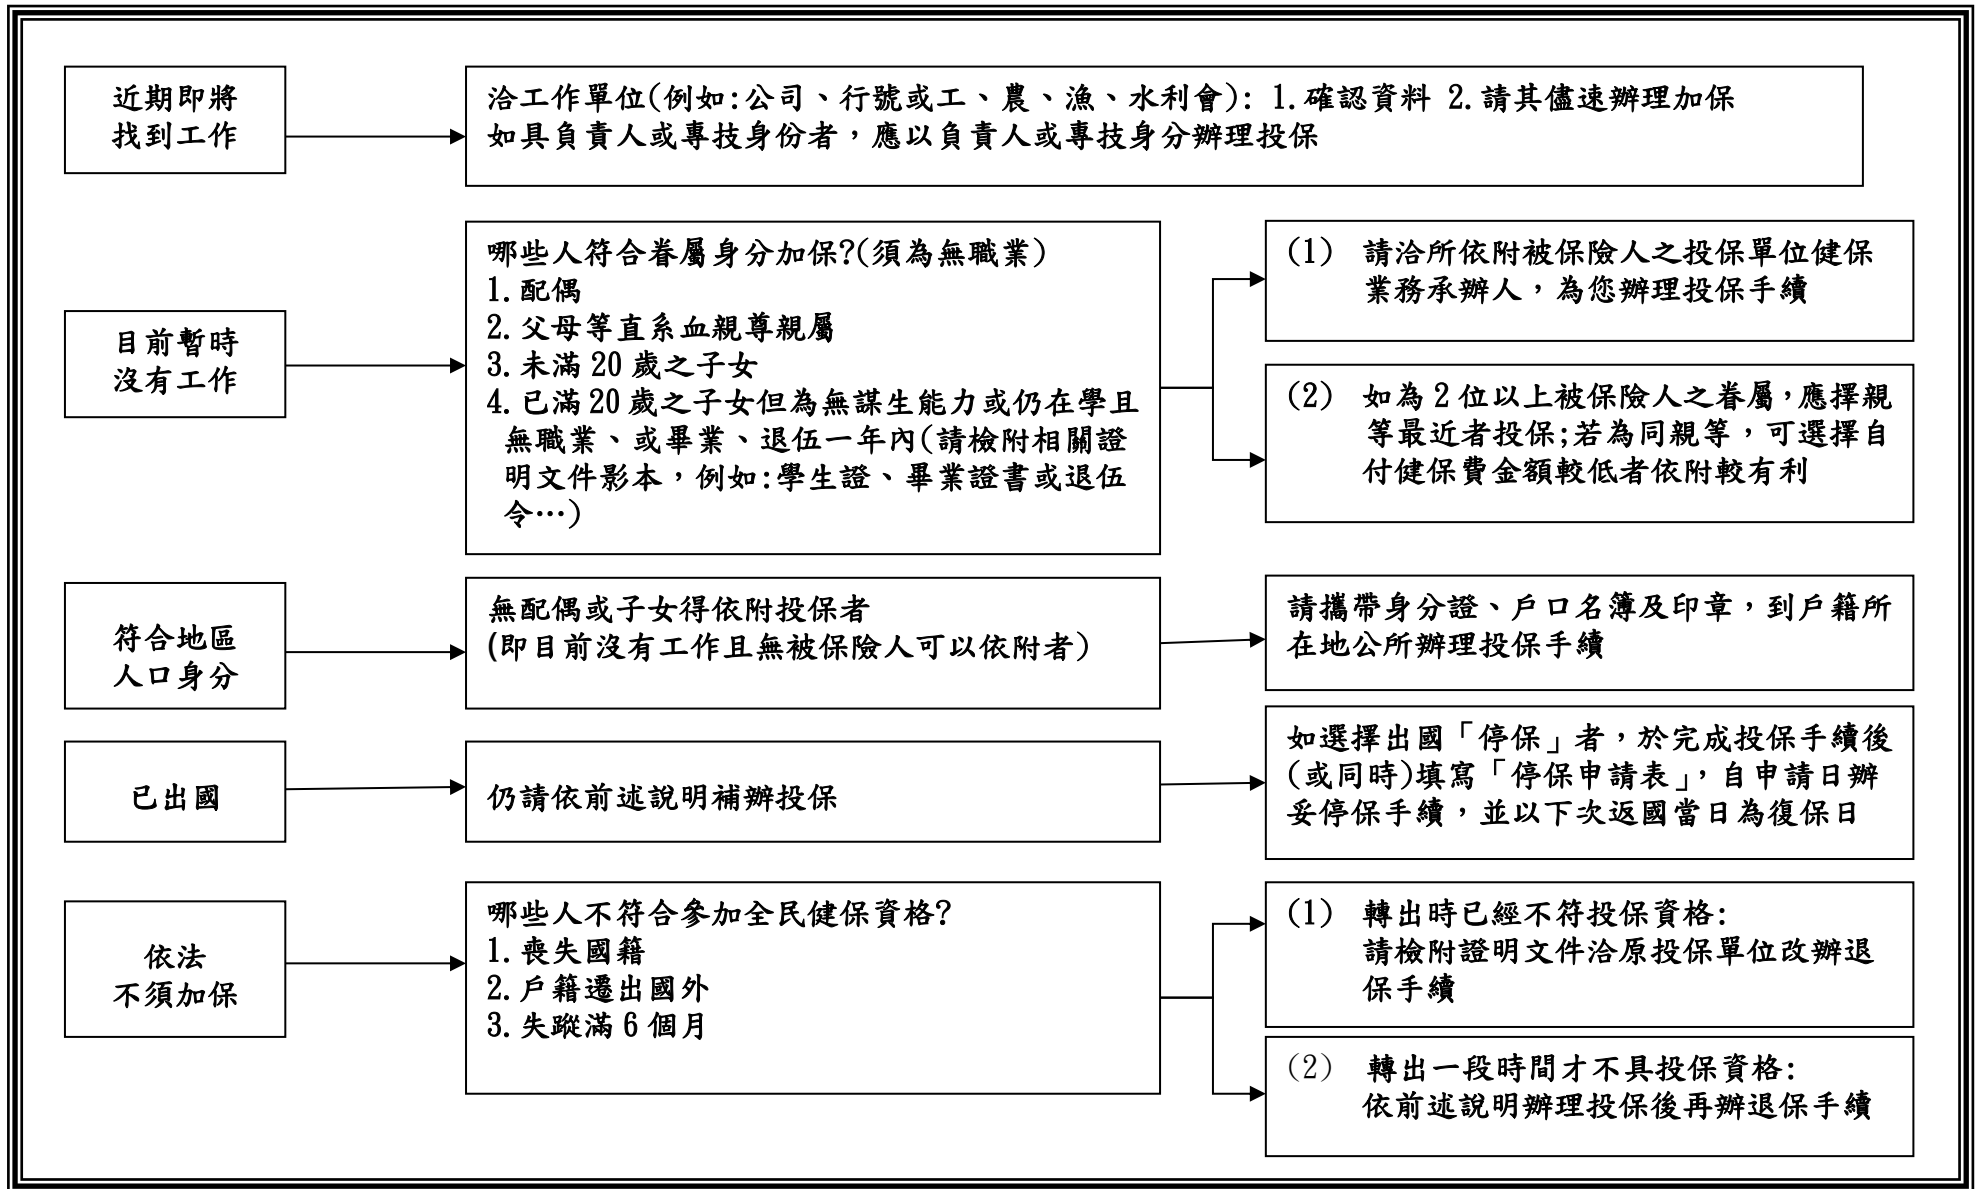 近期即將
找到工作
洽工作單位(例如:公司、行號或工、農、漁、水利會): 1.確認資料 2.請其儘速辦理加保
如具負責人或專技身份者，應以負責人或專技身分辦理投保
目前暫時
沒有工作
哪些人符合眷屬身分加保?(須為無職業)
1.配偶
2.父母等直系血親尊親屬
3.未滿20歲之子女
4.已滿20歲之子女但為無謀生能力或仍在學且
無職業、或畢業、退伍一年內(請檢附相關證
明文件影本，例如:學生證、畢業證書或退伍
令…)
(1) 請洽所依附被保險人之投保單位健保
業務承辦人，為您辦理投保手續
(2) 如為2位以上被保險人之眷屬，應擇親
等最近者投保;若為同親等，可選擇自
付健保費金額較低者依附較有利
符合地區
人口身分
無配偶或子女得依附投保者
(即目前沒有工作且無被保險人可以依附者)
請攜帶身分證、戶口名簿及印章，到戶籍所
在地公所辦理投保手續
已出國
仍請依前述說明補辦投保
如選擇出國「停保」者，於完成投保手續後
(或同時)填寫「停保申請表」，自申請日辦
妥停保手續，並以下次返國當日為復保日
依法
不須加保
哪些人不符合參加全民健保資格?
1.喪失國籍
2.戶籍遷出國外
3.失蹤滿6個月
(1) 轉出時已經不符投保資格:
請檢附證明文件洽原投保單位改辦退
保手續
(2) 轉出一段時間才不具投保資格:
依前述說明辦理投保後再辦退保手續